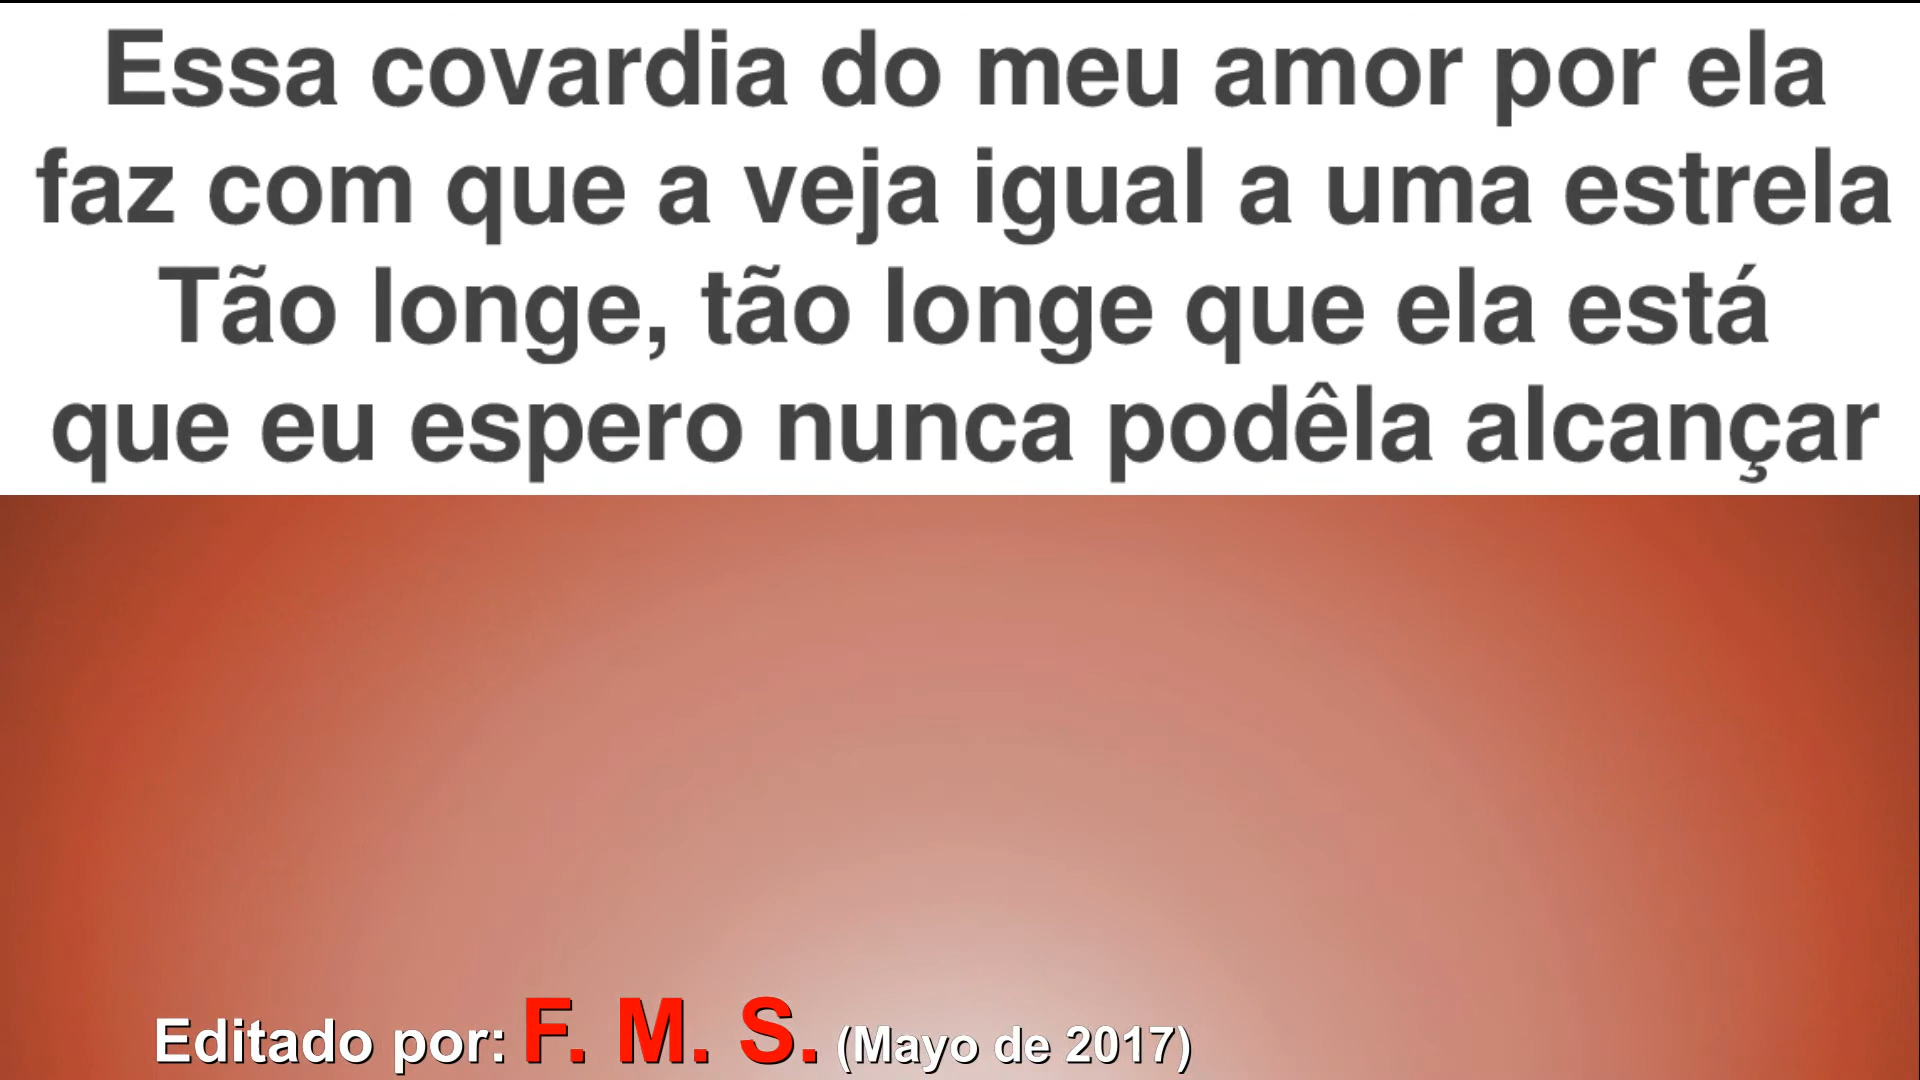 Essa covardia do meu amor por ela
faz com que a veja igual a uma estrela
Tão longe, tão longe que ela está
que eu espero nunca podêla alcançar
Editado por: F. M. S. (Mayo de 2017)